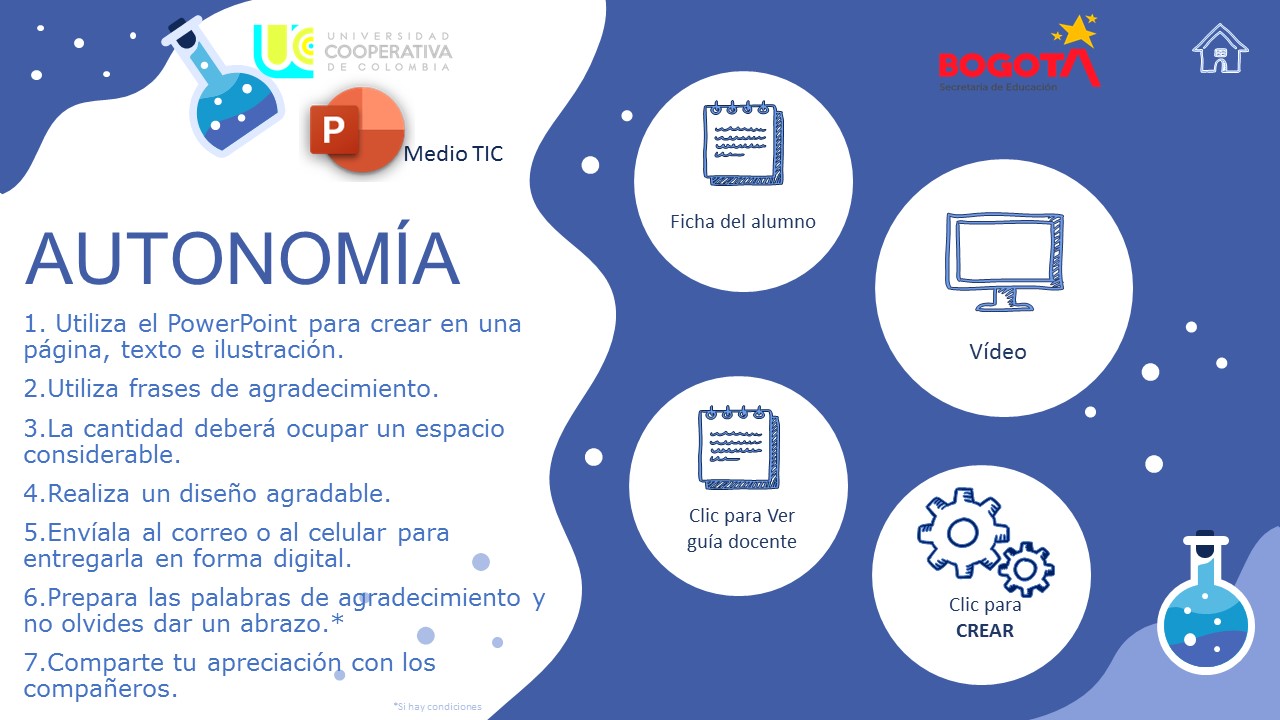 UNIVERSIDAD
COOPERATIVA
DE COLOMBIA
P
Medio TIC
BOGOTÁ
Secretaría de Educación
AUTONOMÍA
1. Utiliza el PowerPoint para crear en una
página, texto e ilustración.
2.Utiliza frases de agradecimiento.
3.La cantidad deberá ocupar un espacio
considerable.
4.Realiza un diseño agradable.
5.Envíala al correo o al celular para
entregarla en forma digital.
6.Prepara las palabras de agradecimiento y
no olvides dar un abrazo.*
7.Comparte tu apreciación con los
compañeros.
*Si hay condiciones
Ficha del alumno
Vídeo
Clic para Ver
guía docente
Clic para
CREAR